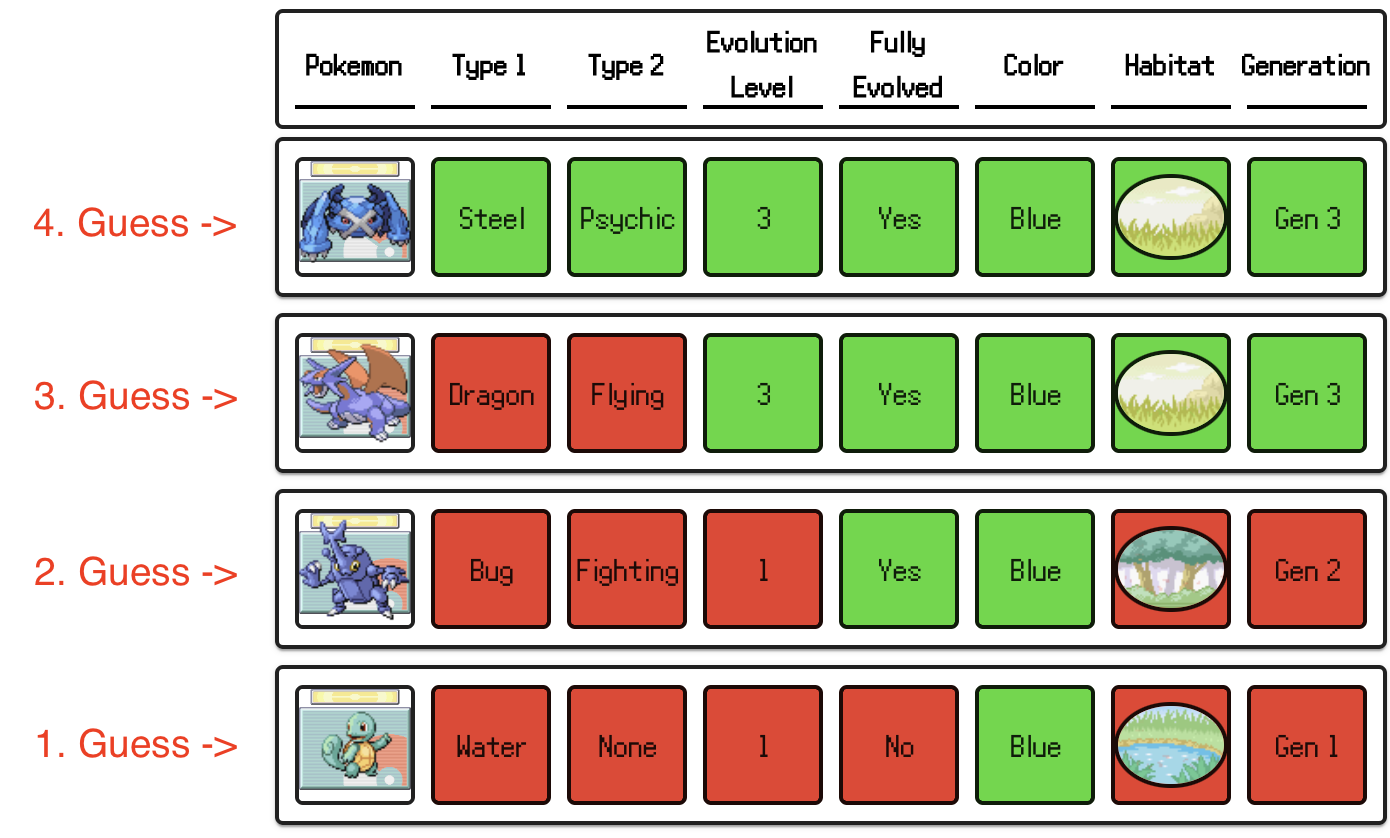 Pokemon Type 1 Type 2 Evolution Level Fully Evolved Color Habitat Generation
4. Guess -> Steel Psychic 3 Yes Blue Gen 3
3. Guess -> Dragon Flying 3 Yes Blue Gen 3
2. Guess -> Bug Fighting 1 Yes Blue Gen 2
1. Guess -> Water None 1 No Blue Gen 1